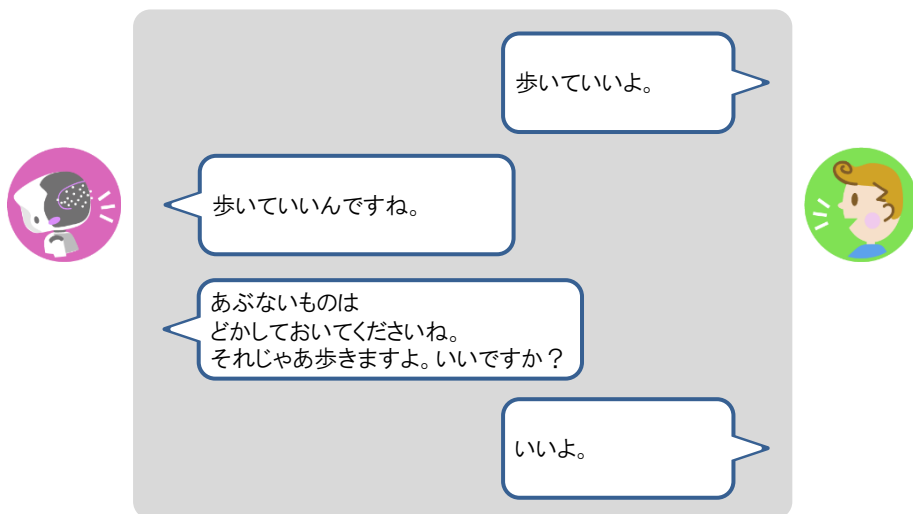 歩いていいよ。
歩いていいんですね。
あぶないものは
どかしておいてくださいね。
それじゃあ歩きますよ。いいですか？
いいよ。